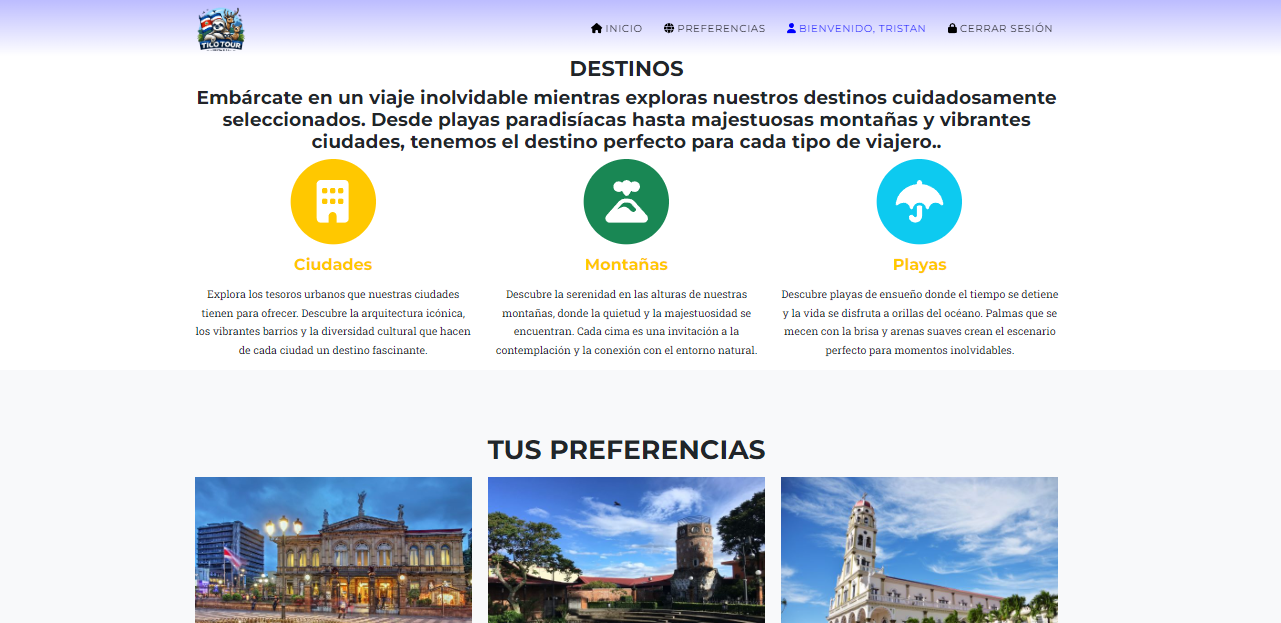 TILO TOUR
INICIO PREFERENCIAS BIENVENIDO, TRISTAN CERRAR SESIÓN
DESTINOS
Embárcate en un viaje inolvidable mientras exploras nuestros destinos cuidadosamente
seleccionados. Desde playas paradisíacas hasta majestuosas montañas y vibrantes
ciudades, tenemos el destino perfecto para cada tipo de viajero..
Ciudades
Explora los tesoros urbanos que nuestras ciudades
tienen para ofrecer. Descubre la arquitectura icónica,
los vibrantes barrios y la diversidad cultural que hacen
de cada ciudad un destino fascinante.
Montañas
Descubre la serenidad en las alturas de nuestras
montañas, donde la quietud y la majestuosidad se
encuentran. Cada cima es una invitación a la
contemplación y la conexión con el entorno natural.
Playas
Descubre playas de ensueño donde el tiempo se detiene
y la vida se disfruta a orillas del océano. Palmas que se
mecen con la brisa y arenas suaves crean el escenario
perfecto para momentos inolvidables.
TUS PREFERENCIAS